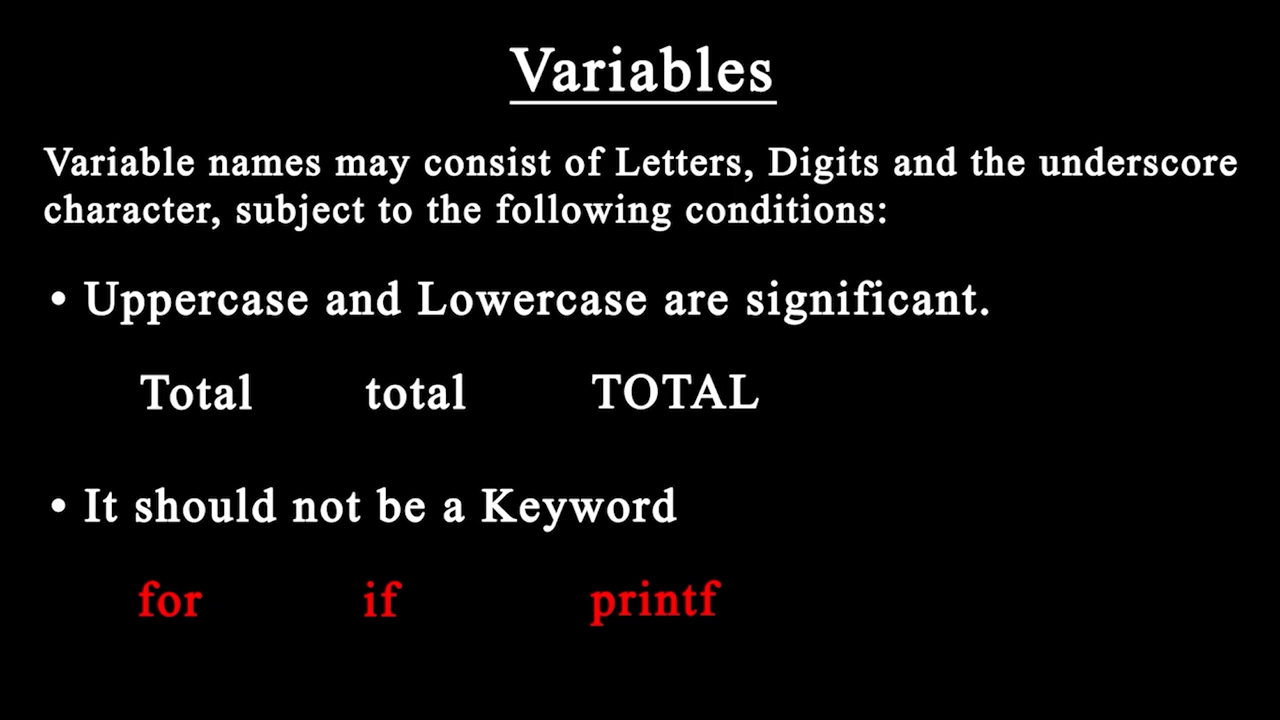 Variables
Variable names may consist of Letters, Digits and the underscore
character, subject to the following conditions:
• Uppercase and Lowercase are significant.
Total total TOTAL
• It should not be a Keyword
for if printf